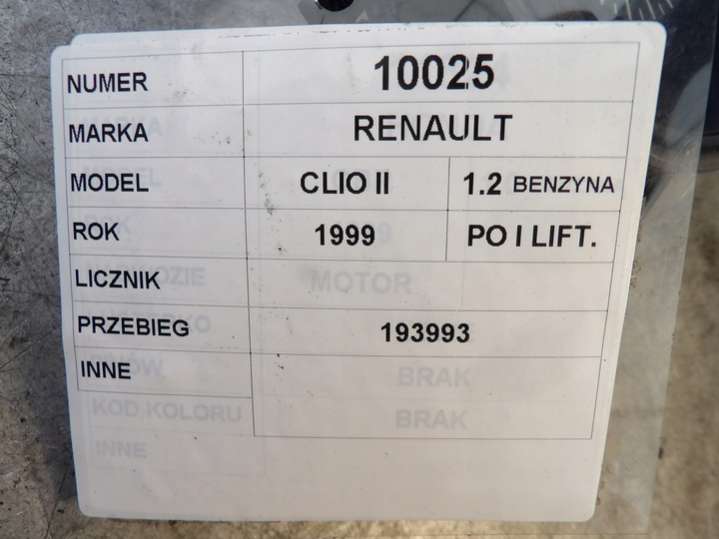 NUMER 10025
MARKA RENAULT
MODEL CLIO II 1.2 BENZYNA
ROK 1999 PO I LIFT.
LICZNIK MOTOR
PRZEBIEG 193993
INNE BRAK
KOD KOLORU BRAK
INNE